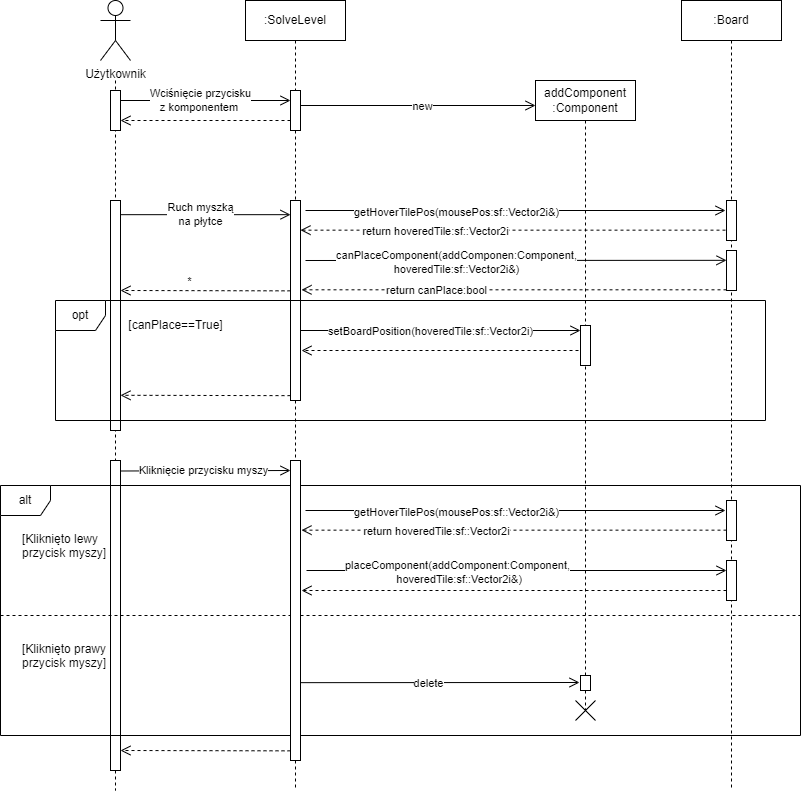 :SolveLevel
:Board
Użytkownik
addComponent
:Component
Wciśnięcie przycisku
z komponentem
new
Ruch myszką
na płytce
getHoverTilePos(mousePos:sf::Vector2i&)
return hoveredTile:sf::Vector2i
canPlaceComponent(addComponen:Component,
hoveredTile:sf::Vector2i&)
*
return canPlace:bool
opt
[canPlace==True]
setBoardPosition(hoveredTile:sf::Vector2i)
Kliknięcie przycisku myszy
alt
getHoverTilePos(mousePos:sf::Vector2i&)
return hoveredTile:sf::Vector2i
[Kliknięto lewy
przycisk myszy]
placeComponent(addComponent:Component,
hoveredTile:sf::Vector2i&)
[Kliknięto prawy
przycisk myszy]
delete